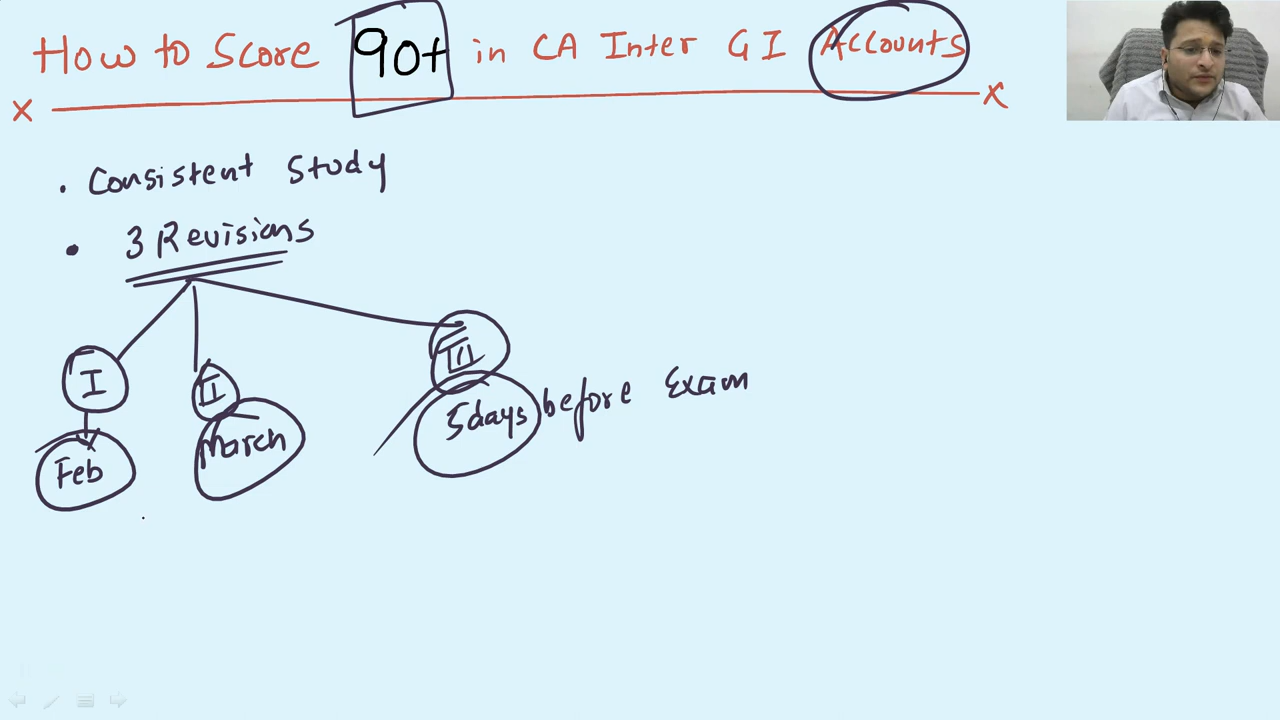 How to Score 90+ in CA Inter G I Accounts
x x
• Consistent Study
• 3 Revisions
I II III
Feb March 5days before Exam